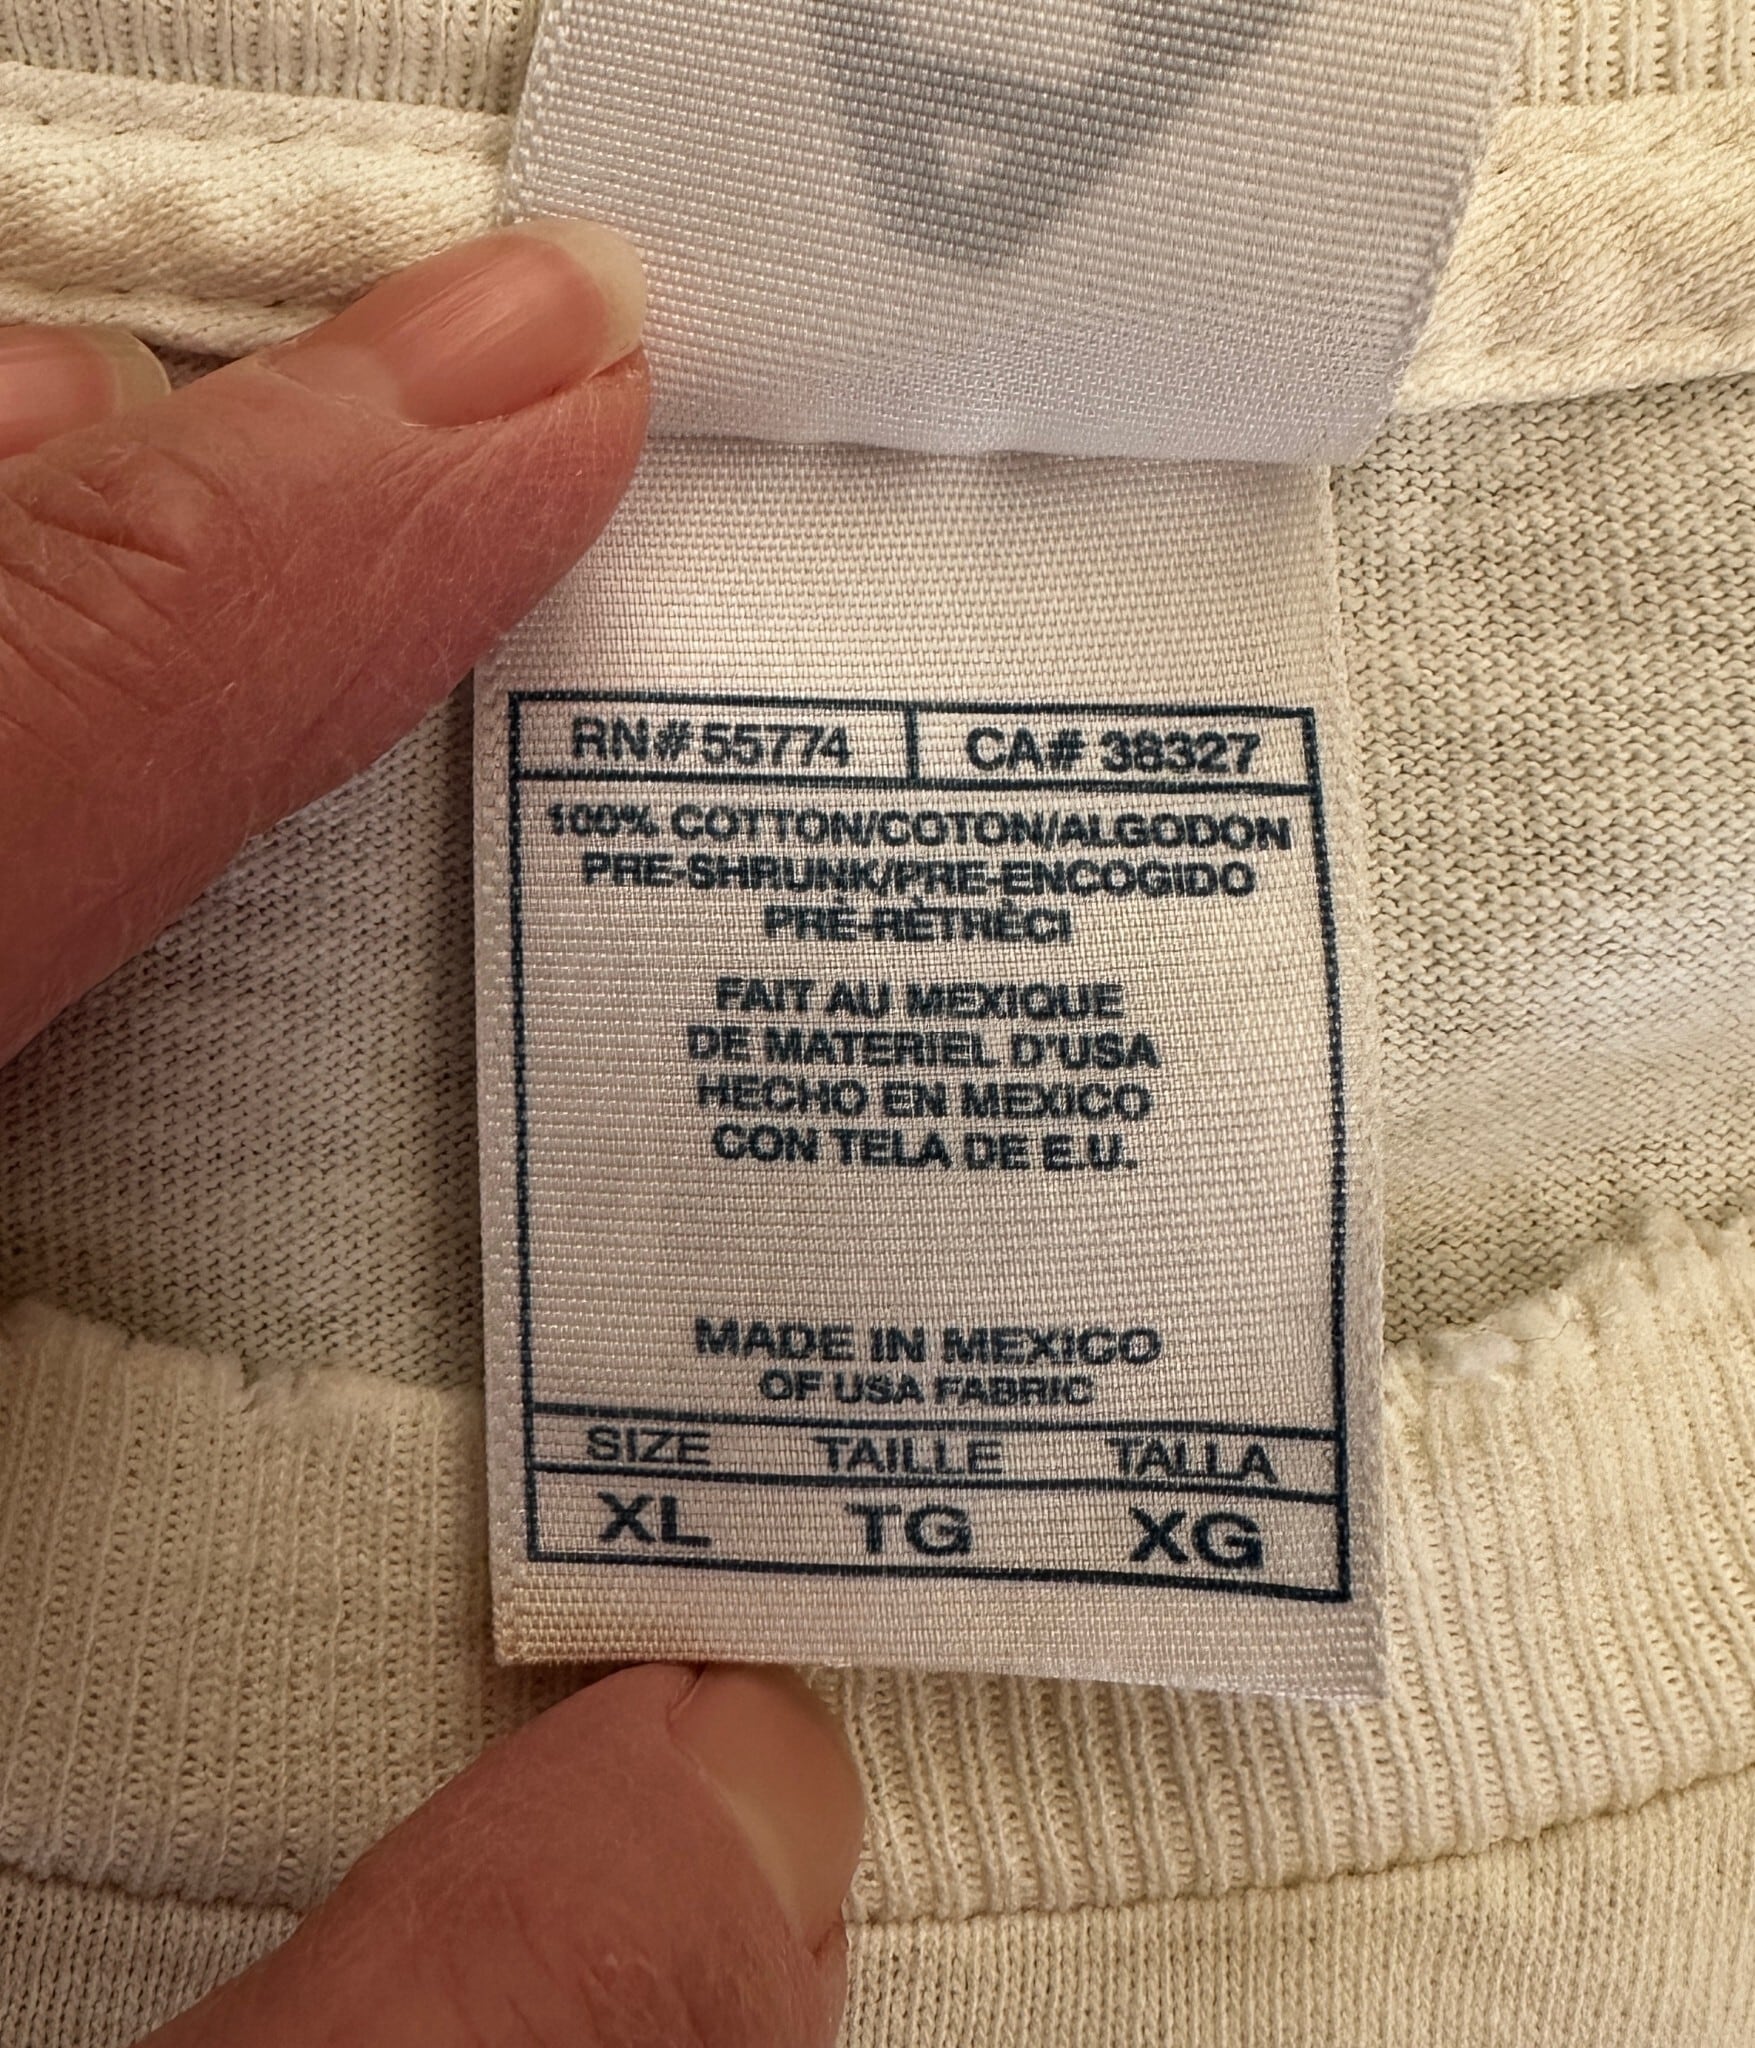 RN# 55774 CA# 38327
100% COTTON/COTON/ALGODON
PRE-SHRUNK/PRE-ENCOGIDO
PRÉ-RÉTRÉCI
FAIT AU MEXIQUE
DE MATERIEL D'USA
HECHO EN MEXICO
CON TELA DE E.U.
MADE IN MEXICO
OF USA FABRIC
SIZE TAILLE TALLA
XL TG XG